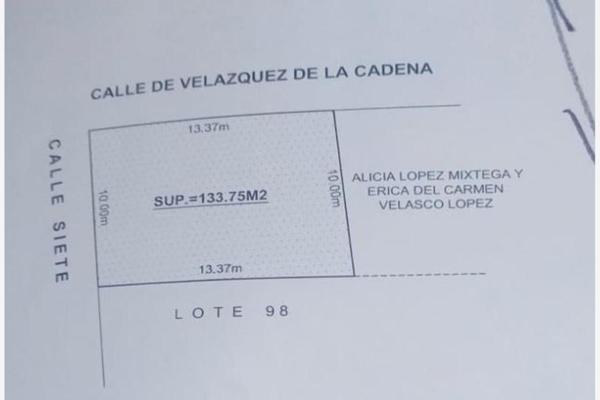 CALLE DE VELAZQUEZ DE LA CADENA
13.37m
CALLE SIETE
10.00m
SUP.=133.75M2
10.00m
ALICIA LOPEZ MIXTEGA Y
ERICA DEL CARMEN
VELASCO LOPEZ
13.37m
LOTE 98